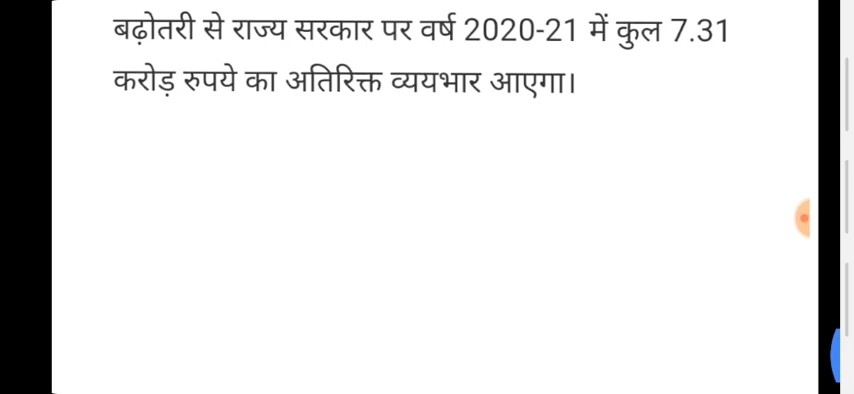 बढ़ोतरी से राज्य सरकार पर वर्ष 2020-21 में कुल 7.31
करोड़ रुपये का अतिरिक्त व्ययभार आएगा।